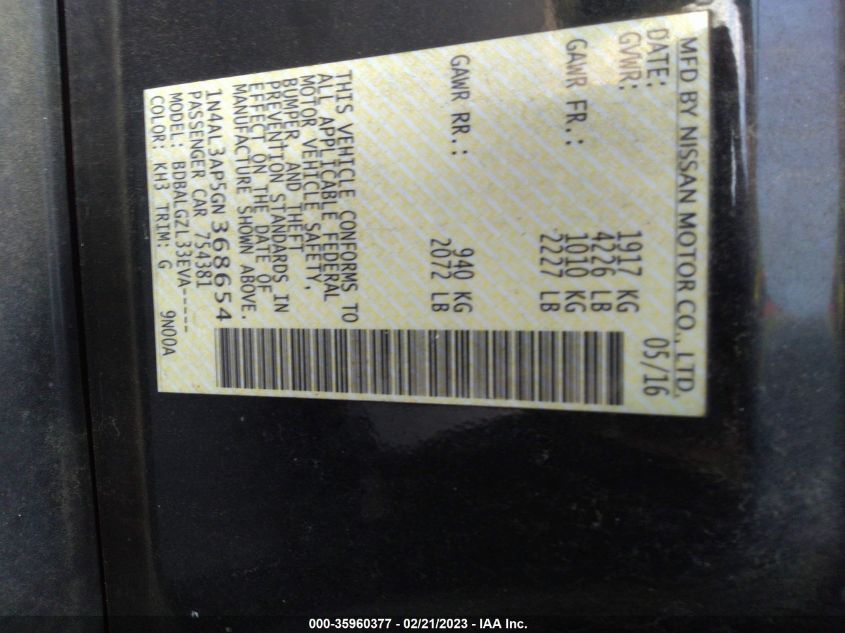 MFD BY NISSAN MOTOR CO., LTD.
DATE: 05/16
GVWR: 1917 KG
4226 LB
GAWR FR.: 1010 KG
2227 LB
GAWR RR.: 940 KG
2072 LB
THIS VEHICLE CONFORMS TO
ALL APPLICABLE FEDERAL
MOTOR VEHICLE SAFETY,
BUMPER, AND THEFT
PREVENTION STANDARDS IN
EFFECT ON THE DATE OF
MANUFACTURE SHOWN ABOVE.
1N4AL3AP5GN368654
PASSENGER CAR 754381
MODEL: BDBALGZL33EVA-----
COLOR: KH3 TRIM: G 9N00A
000-35960377 - 02/21/2023 - IAA Inc.